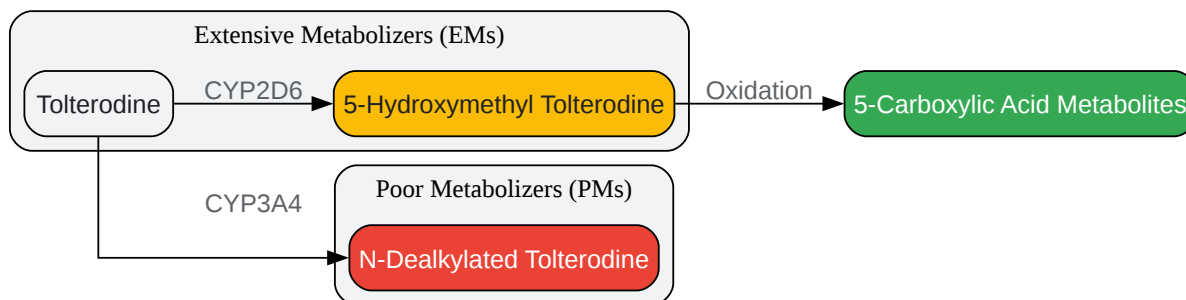 Extensive Metabolizers (EMs)
Tolterodine
CYP2D6
5-Hydroxymethyl Tolterodine
Oxidation
5-Carboxylic Acid Metabolites
Poor Metabolizers (PMs)
CYP3A4
N-Dealkylated Tolterodine